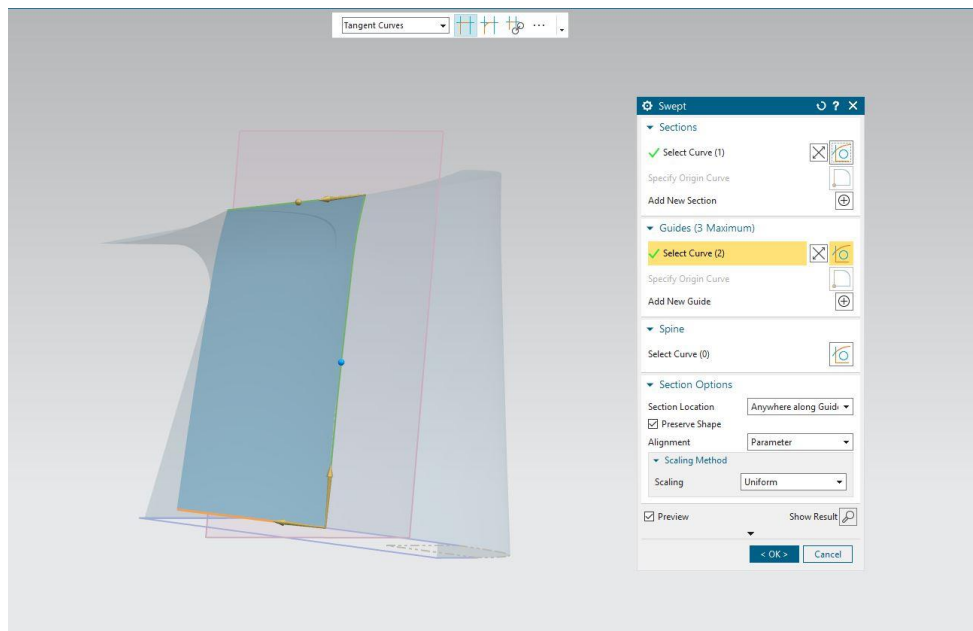 Tangent Curves
Swept
Sections
Select Curve (1)
Specify Origin Curve
Add New Section
Guides (3 Maximum)
Select Curve (2)
Specify Origin Curve
Add New Guide
Spine
Select Curve (0)
Section Options
Section Location Anywhere along Guid
Preserve Shape
Alignment Parameter
Scaling Method
Scaling Uniform
Preview Show Result
< OK > Cancel